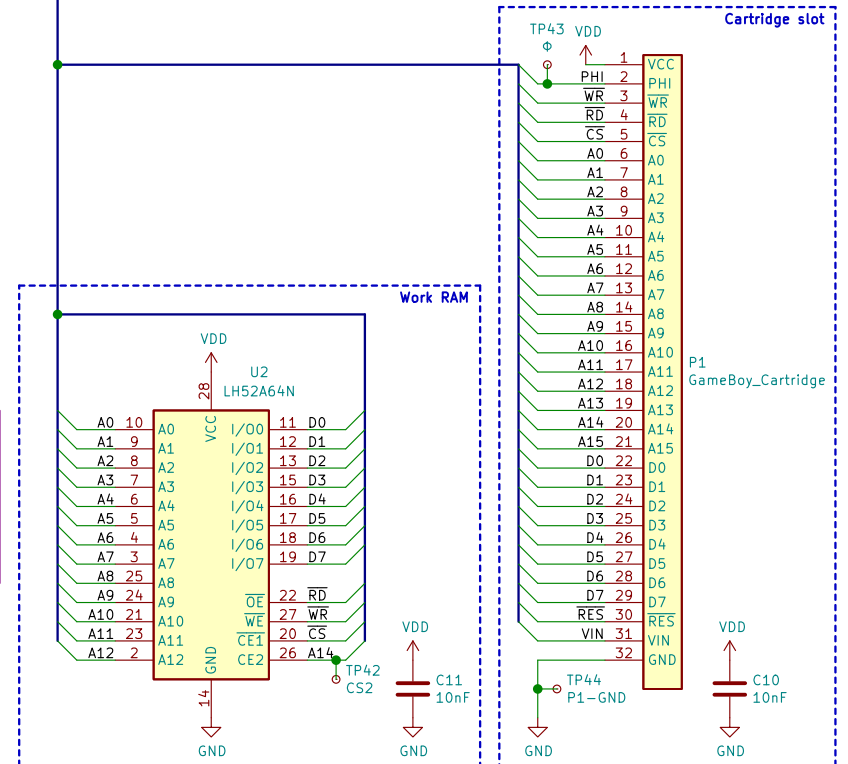 Cartridge slot
TP43
Φ
VDD
1 VCC
PHI 2 PHI
WR 3 WR
RD 4 RD
CS 5 CS
A0 6 A0
A1 7 A1
A2 8 A2
A3 9 A3
A4 10 A4
A5 11 A5
A6 12 A6
A7 13 A7
A8 14 A8
A9 15 A9
A10 16 A10
A11 17 A11
A12 18 A12
A13 19 A13
A14 20 A14
A15 21 A15
D0 22 D0
D1 23 D1
D2 24 D2
D3 25 D3
D4 26 D4
D5 27 D5
D6 28 D6
D7 29 D7
RES 30 RES
VIN 31 VIN
32 GND
P1
GameBoy_Cartridge
TP44
P1-GND
GND
VDD
C10
10nF
GND
Work RAM
VDD
U2
LH52A64N
28
VCC
A0 10 A0 I/O0 11 D0
A1 9 A1 I/O1 12 D1
A2 8 A2 I/O2 13 D2
A3 7 A3 I/O3 15 D3
A4 6 A4 I/O4 16 D4
A5 5 A5 I/O5 17 D5
A6 4 A6 I/O6 18 D6
A7 3 A7 I/O7 19 D7
A8 25 A8
A9 24 A9 OE 22 RD
A10 21 A10 WE 27 WR
A11 23 A11 CE1 20 CS
A12 2 A12 CE2 26 A14
GND
14
GND
TP42
CS2
VDD
C11
10nF
GND